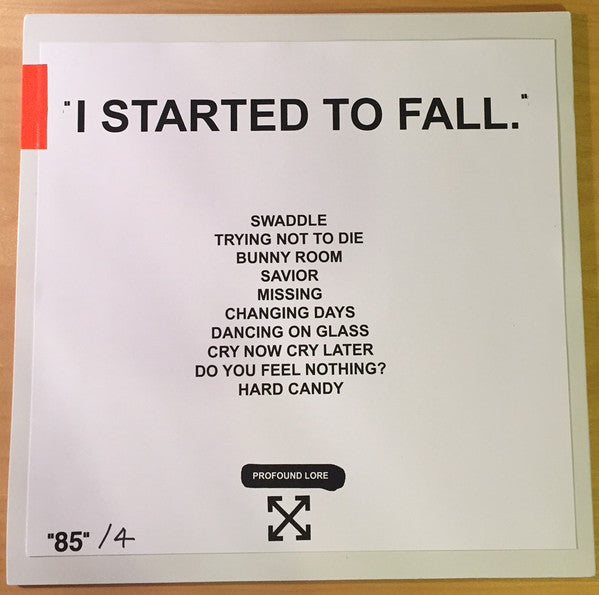 "I STARTED TO FALL."
SWADDLE
TRYING NOT TO DIE
BUNNY ROOM
SAVIOR
MISSING
CHANGING DAYS
DANCING ON GLASS
CRY NOW CRY LATER
DO YOU FEEL NOTHING?
HARD CANDY
PROFOUND LORE
"85" /4